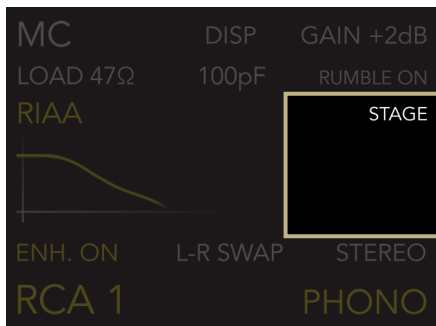 MC DISP GAIN +2dB
LOAD 47Ω 100pF RUMBLE ON
RIAA STAGE
ENH. ON L-R SWAP STEREO
RCA 1 PHONO